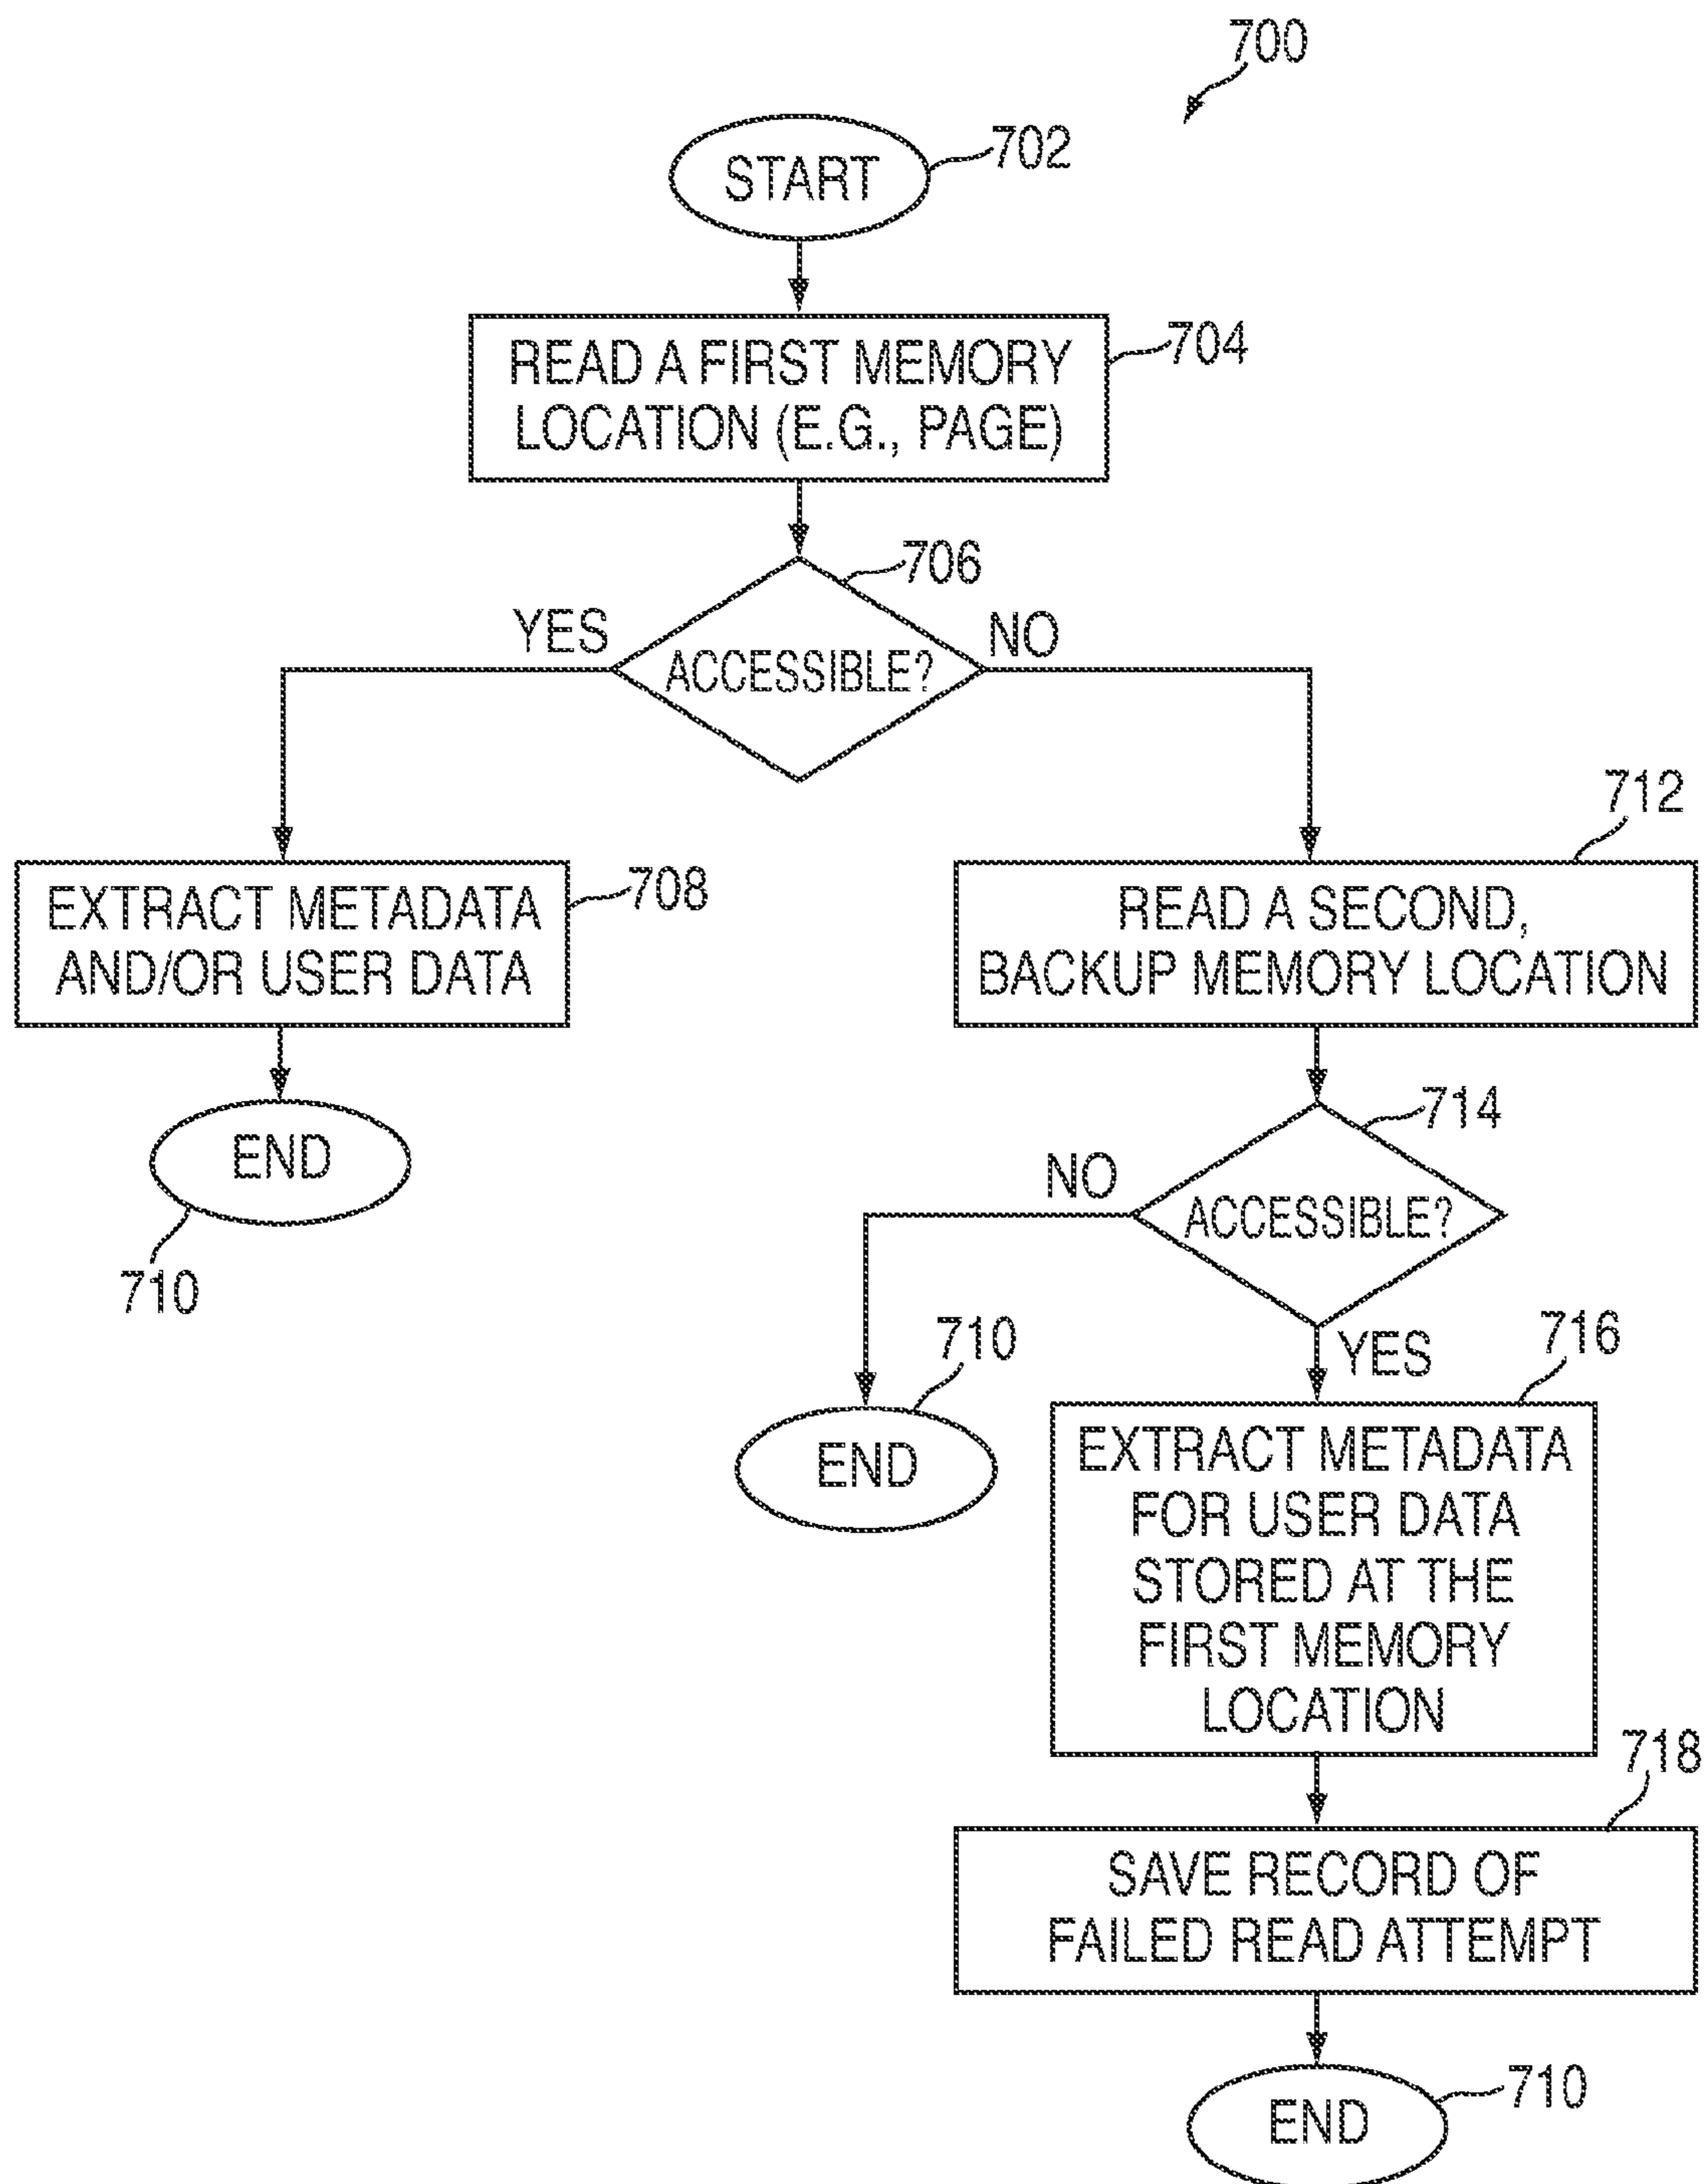 700
START
702
READ A FIRST MEMORY
LOCATION (E.G., PAGE)
704
706
YES
ACCESSIBLE?
NO
712
EXTRACT METADATA
AND/OR USER DATA
708
READ A SECOND,
BACKUP MEMORY LOCATION
END
710
714
NO
ACCESSIBLE?
YES
710
END
716
EXTRACT METADATA
FOR USER DATA
STORED AT THE
FIRST MEMORY
LOCATION
718
SAVE RECORD OF
FAILED READ ATTEMPT
END
710